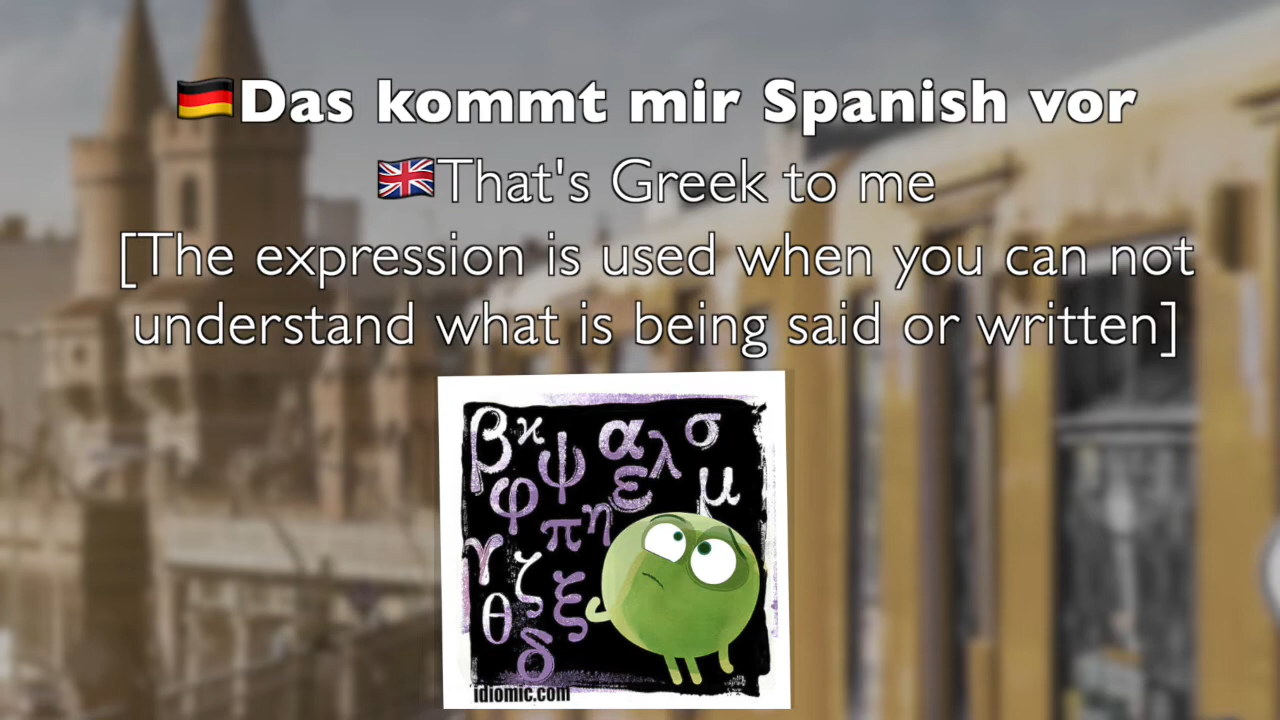 🇩🇪Das kommt mir Spanish vor
🇬🇧That's Greek to me
[The expression is used when you can not
understand what is being said or written]
β ϰ ψ α λ σ
φ ε μ
π η
γ ζ ξ
θ
δ
idiomic.com